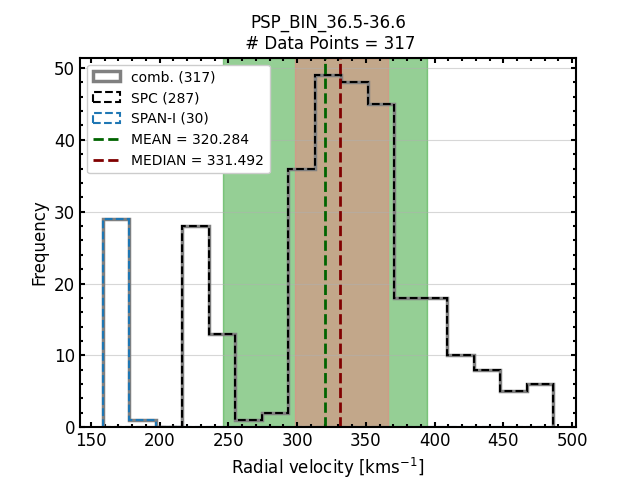 PSP_BIN_36.5-36.6
# Data Points = 317
comb. (317)
SPC (287)
SPAN-I (30)
MEAN = 320.284
MEDIAN = 331.492
Frequency
50
40
30
20
10
0
150 200 250 300 350 400 450 500
Radial velocity [kms⁻¹]